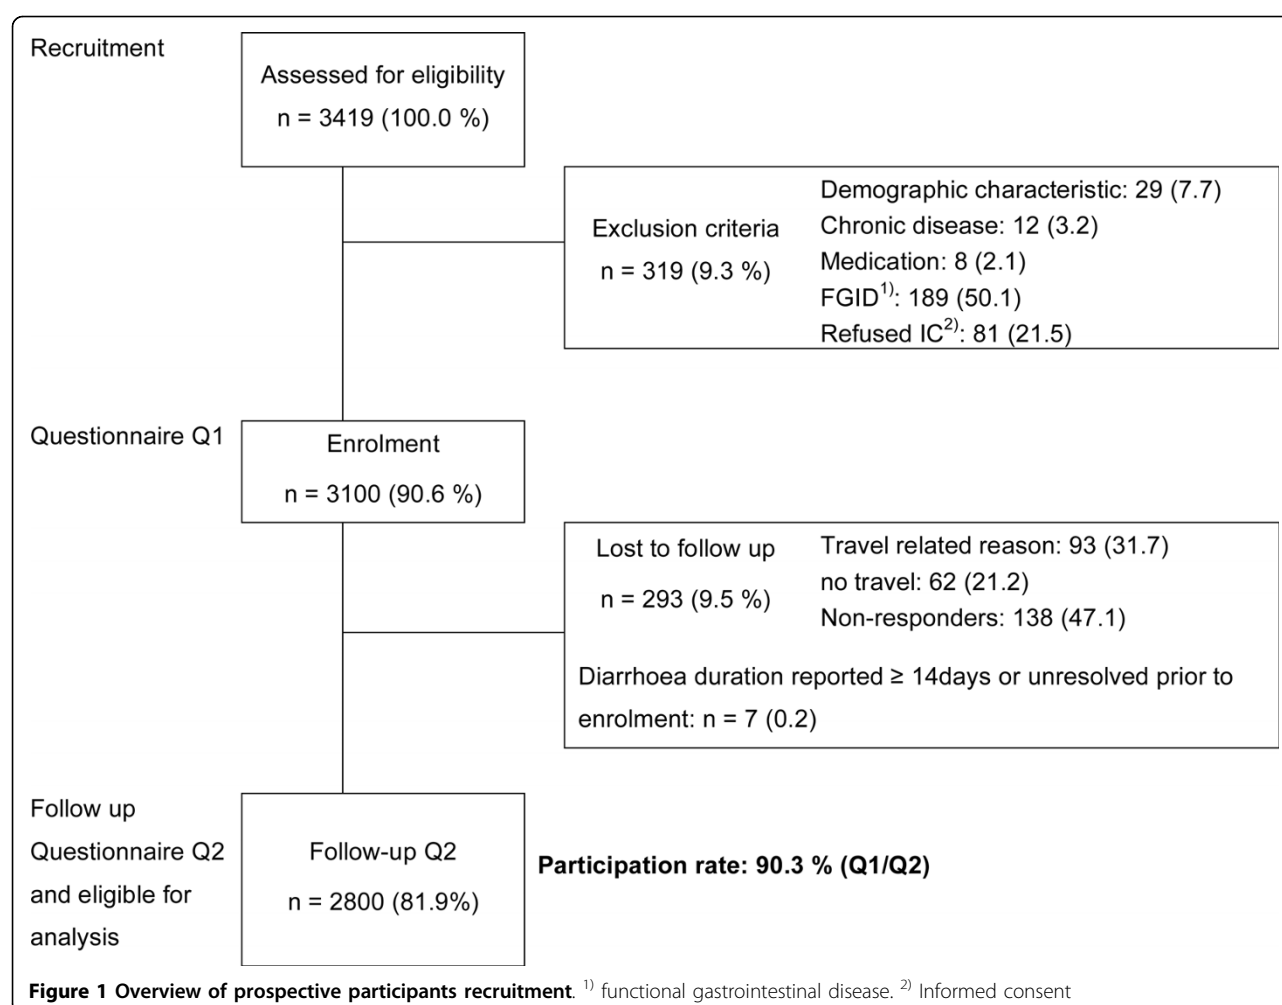 Recruitment
Assessed for eligibility
n = 3419 (100.0 %)
Exclusion criteria
n = 319 (9.3 %)
Demographic characteristic: 29 (7.7)
Chronic disease: 12 (3.2)
Medication: 8 (2.1)
FGID1): 189 (50.1)
Refused IC2): 81 (21.5)
Questionnaire Q1
Enrolment
n = 3100 (90.6 %)
Lost to follow up
n = 293 (9.5 %)
Travel related reason: 93 (31.7)
no travel: 62 (21.2)
Non-responders: 138 (47.1)
Diarrhoea duration reported ≥ 14days or unresolved prior to
enrolment: n = 7 (0.2)
Follow up
Questionnaire Q2
and eligible for
analysis
Follow-up Q2
n = 2800 (81.9%)
Participation rate: 90.3 % (Q1/Q2)
Figure 1 Overview of prospective participants recruitment. 1) functional gastrointestinal disease. 2) Informed consent